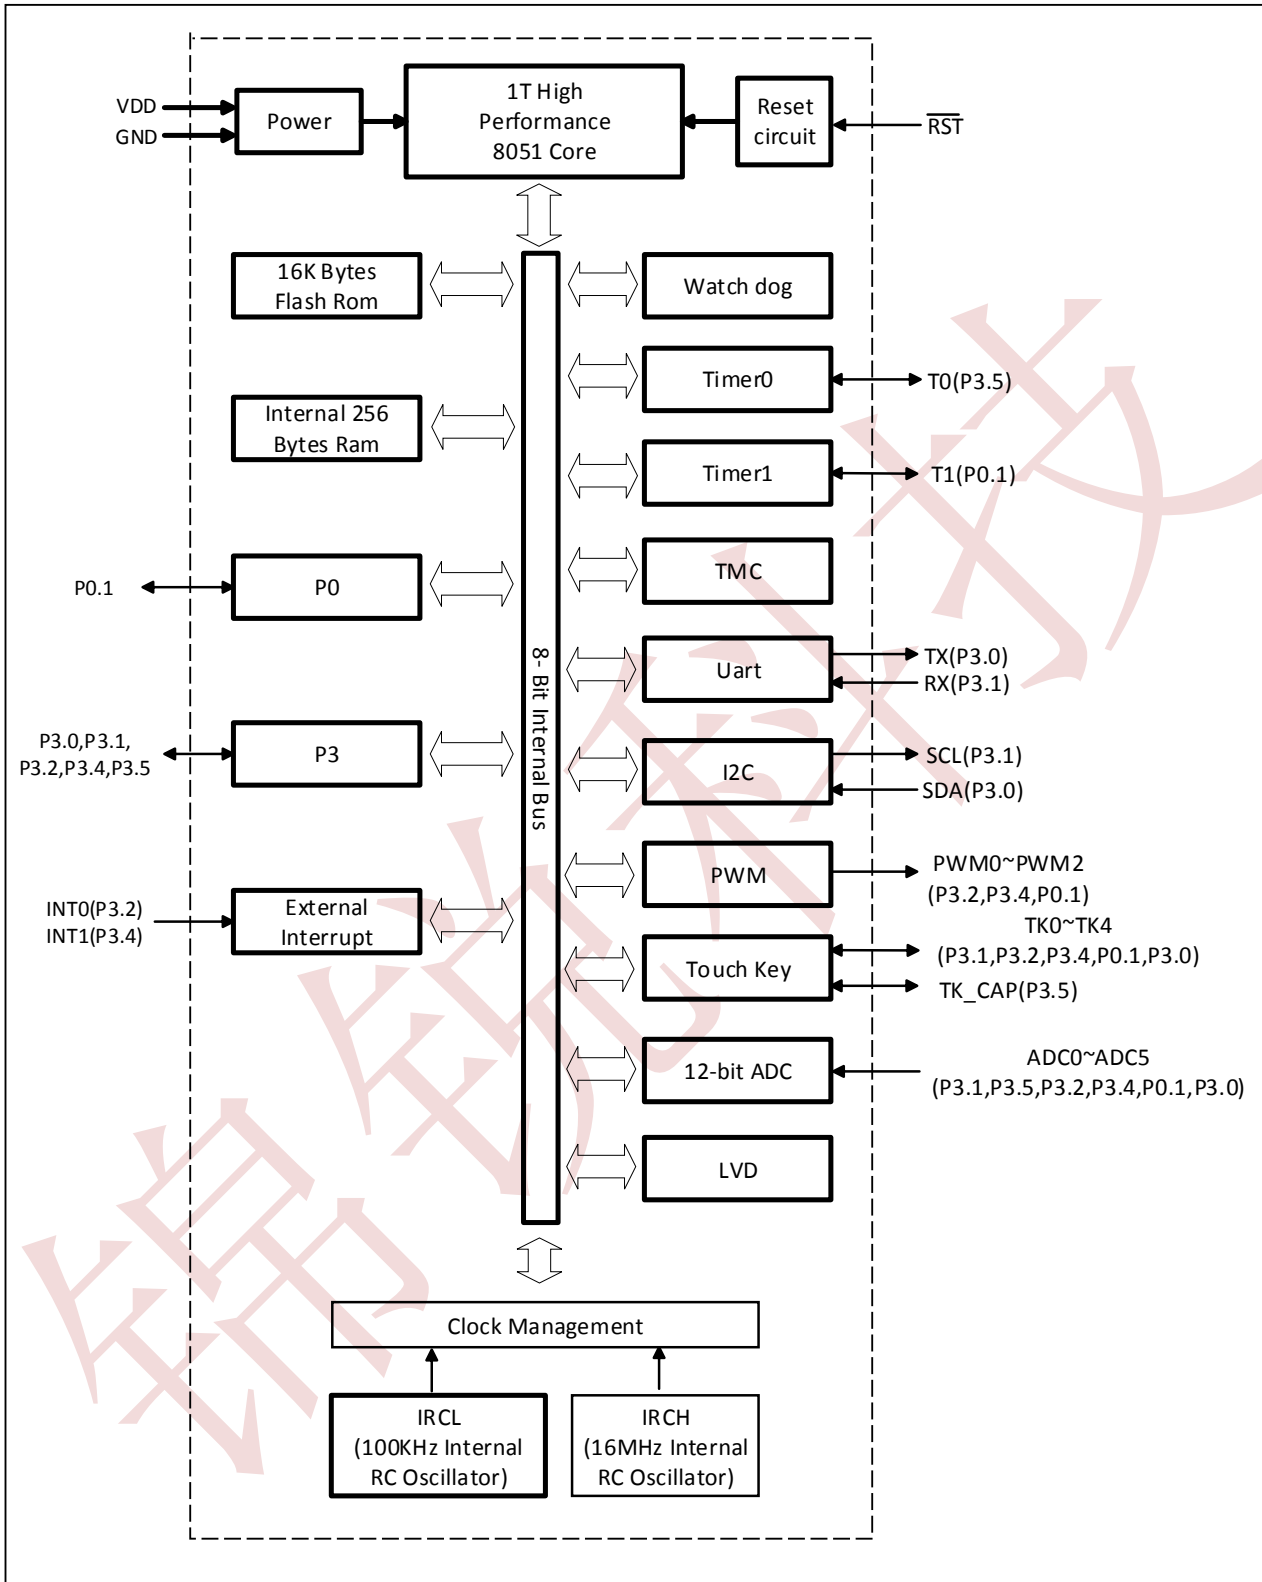 1T High
Performance
8051 Core
VDD
GND
Power
Reset
circuit
RST
16K Bytes
Flash Rom
Watch dog
Timer0
T0(P3.5)
Internal 256
Bytes Ram
Timer1
T1(P0.1)
TMC
P0.1
P0
8- Bit Internal Bus
Uart
TX(P3.0)
RX(P3.1)
P3.0,P3.1,
P3.2,P3.4,P3.5
P3
I2C
SCL(P3.1)
SDA(P3.0)
PWM
PWM0~PWM2
(P3.2,P3.4,P0.1)
INT0(P3.2)
INT1(P3.4)
External
Interrupt
Touch Key
TK0~TK4
(P3.1,P3.2,P3.4,P0.1,P3.0)
TK_CAP(P3.5)
12-bit ADC
ADC0~ADC5
(P3.1,P3.5,P3.2,P3.4,P0.1,P3.0)
LVD
Clock Management
IRCL
(100KHz Internal
RC Oscillator)
IRCH
(16MHz Internal
RC Oscillator)
锦锐科技